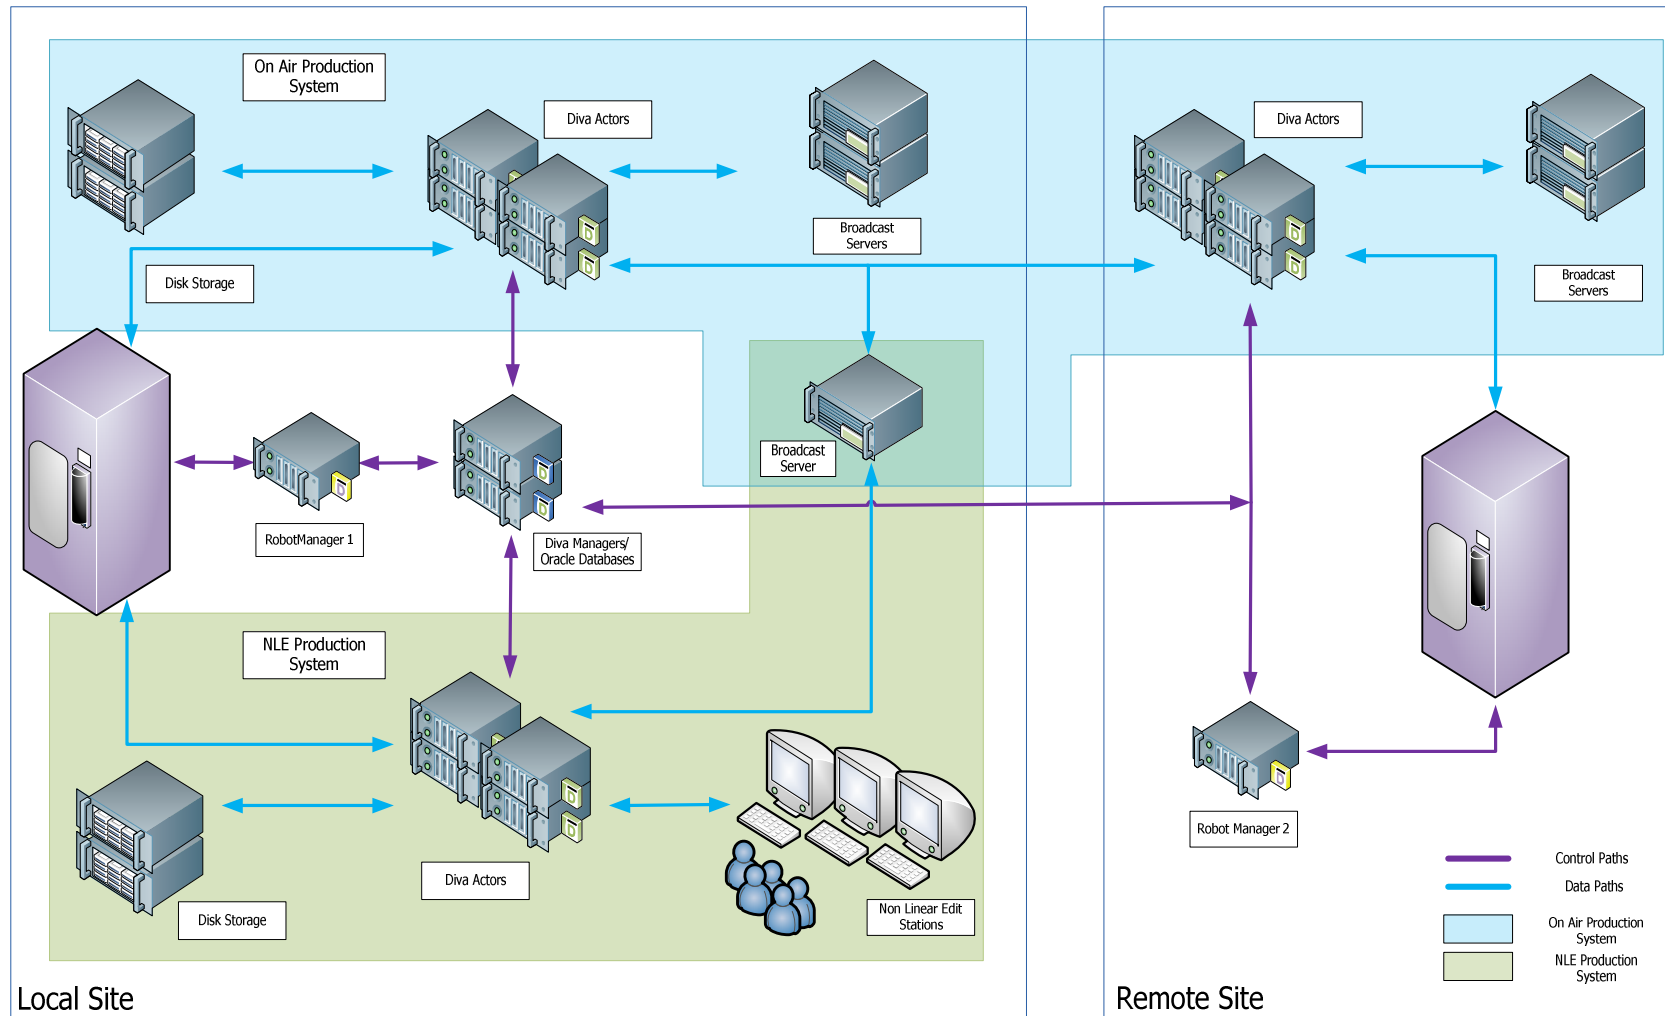 On Air Production
System
Diva Actors
Broadcast
Servers
Disk Storage
Diva Actors
Broadcast
Servers
Broadcast
Server
RobotManager 1
Diva Managers/
Oracle Databases
NLE Production
System
Diva Actors
Disk Storage
Non Linear Edit
Stations
Robot Manager 2
Control Paths
Data Paths
On Air Production
System
NLE Production
System
Local Site
Remote Site